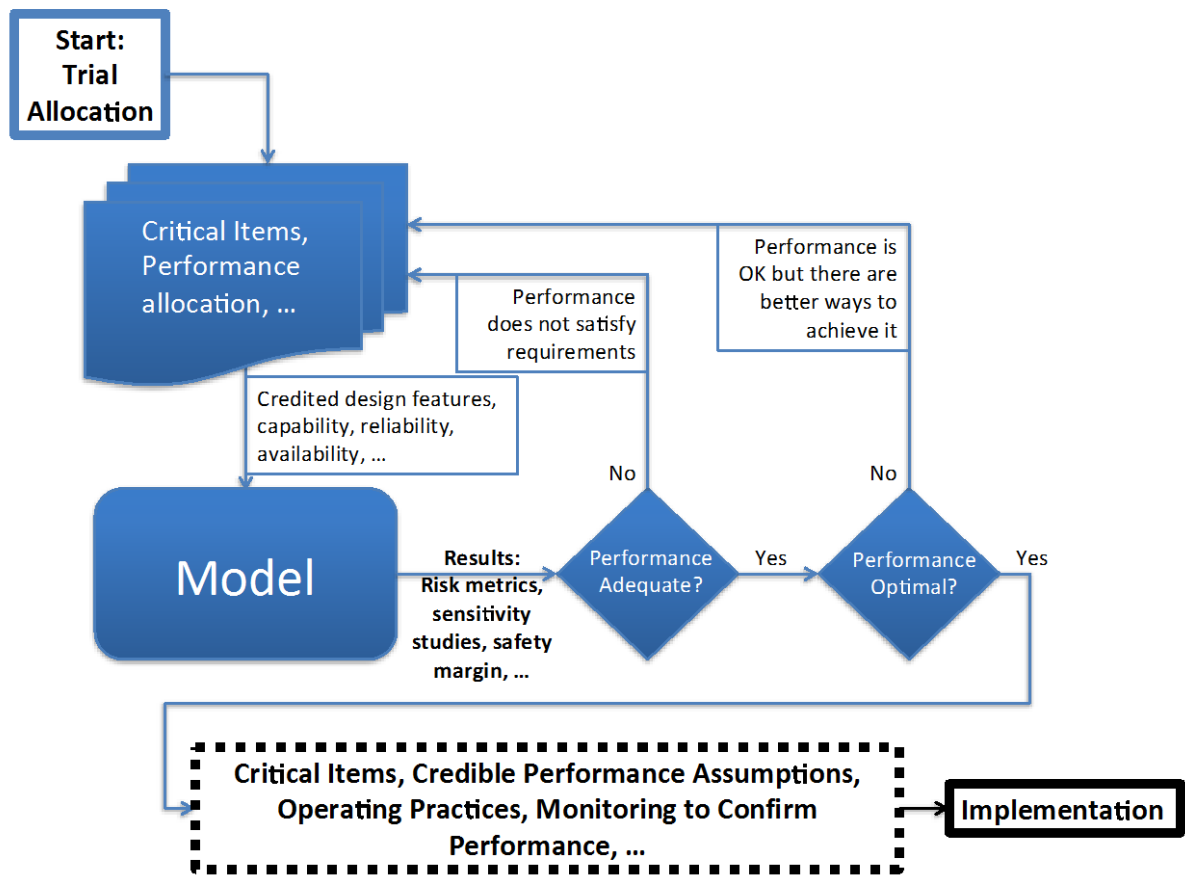 Start:
Trial
Allocation
Critical Items,
Performance
allocation, …
Performance is
OK but there are
better ways to
achieve it
Performance
does not satisfy
requirements
Credited design features,
capability, reliability,
availability, …
No
No
Model
Results:
Risk metrics,
sensitivity
studies, safety
margin, …
Performance
Adequate?
Yes
Performance
Optimal?
Yes
Critical Items, Credible Performance Assumptions,
Operating Practices, Monitoring to Confirm
Performance, …
Implementation